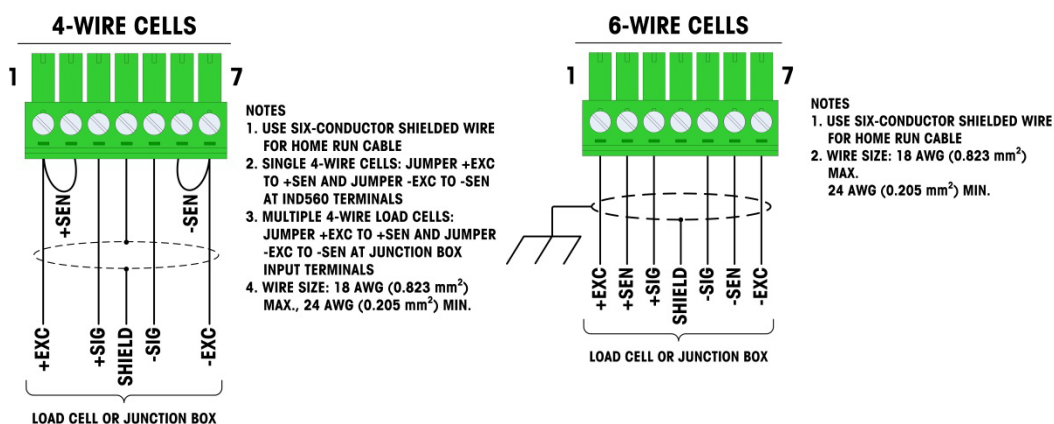 4-WIRE CELLS
1
7
+SEN
-SEN
+EXC
+SIG
SHIELD
-SIG
-EXC
LOAD CELL OR JUNCTION BOX
NOTES
1. USE SIX-CONDUCTOR SHIELDED WIRE
FOR HOME RUN CABLE
2. SINGLE 4-WIRE CELLS: JUMPER +EXC
TO +SEN AND JUMPER -EXC TO -SEN
AT IND560 TERMINALS
3. MULTIPLE 4-WIRE LOAD CELLS:
JUMPER +EXC TO +SEN AND JUMPER
-EXC TO -SEN AT JUNCTION BOX
INPUT TERMINALS
4. WIRE SIZE: 18 AWG (0.823 mm²)
MAX., 24 AWG (0.205 mm²) MIN.
6-WIRE CELLS
1
7
+EXC
+SEN
+SIG
SHIELD
-SIG
-SEN
-EXC
LOAD CELL OR JUNCTION BOX
NOTES
1. USE SIX-CONDUCTOR SHIELDED WIRE
FOR HOME RUN CABLE
2. WIRE SIZE: 18 AWG (0.823 mm²)
MAX.
24 AWG (0.205 mm²) MIN.